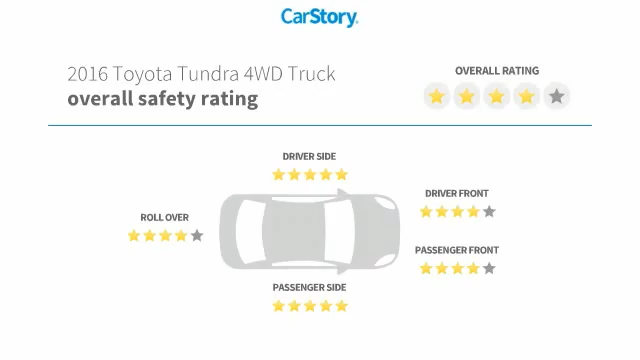 CarStory.
2016 Toyota Tundra 4WD Truck
overall safety rating
OVERALL RATING
DRIVER SIDE
DRIVER FRONT
ROLL OVER
PASSENGER FRONT
PASSENGER SIDE